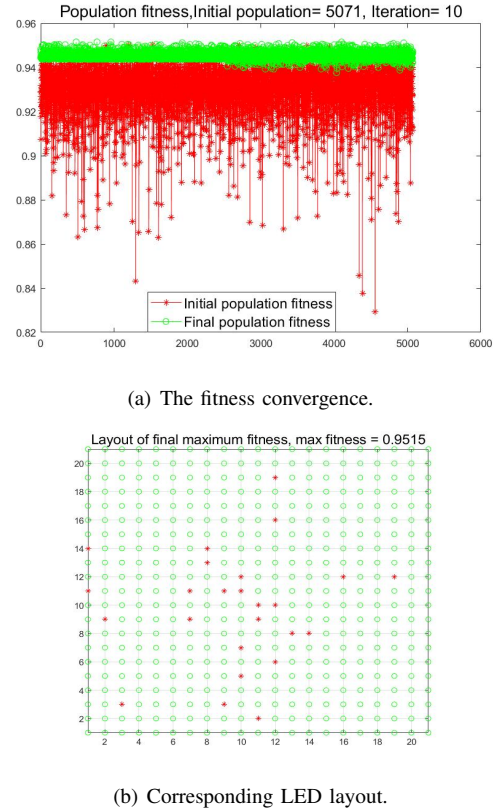 Population fitness,Initial population= 5071, Iteration= 10
0.96
0.94
0.92
0.9
0.88
0.86
0.84
0.82
Initial population fitness
Final population fitness
0 1000 2000 3000 4000 5000 6000
(a) The fitness convergence.
Layout of final maximum fitness, max fitness = 0.9515
20
18
16
14
12
10
8
6
4
2
2 4 6 8 10 12 14 16 18 20
(b) Corresponding LED layout.